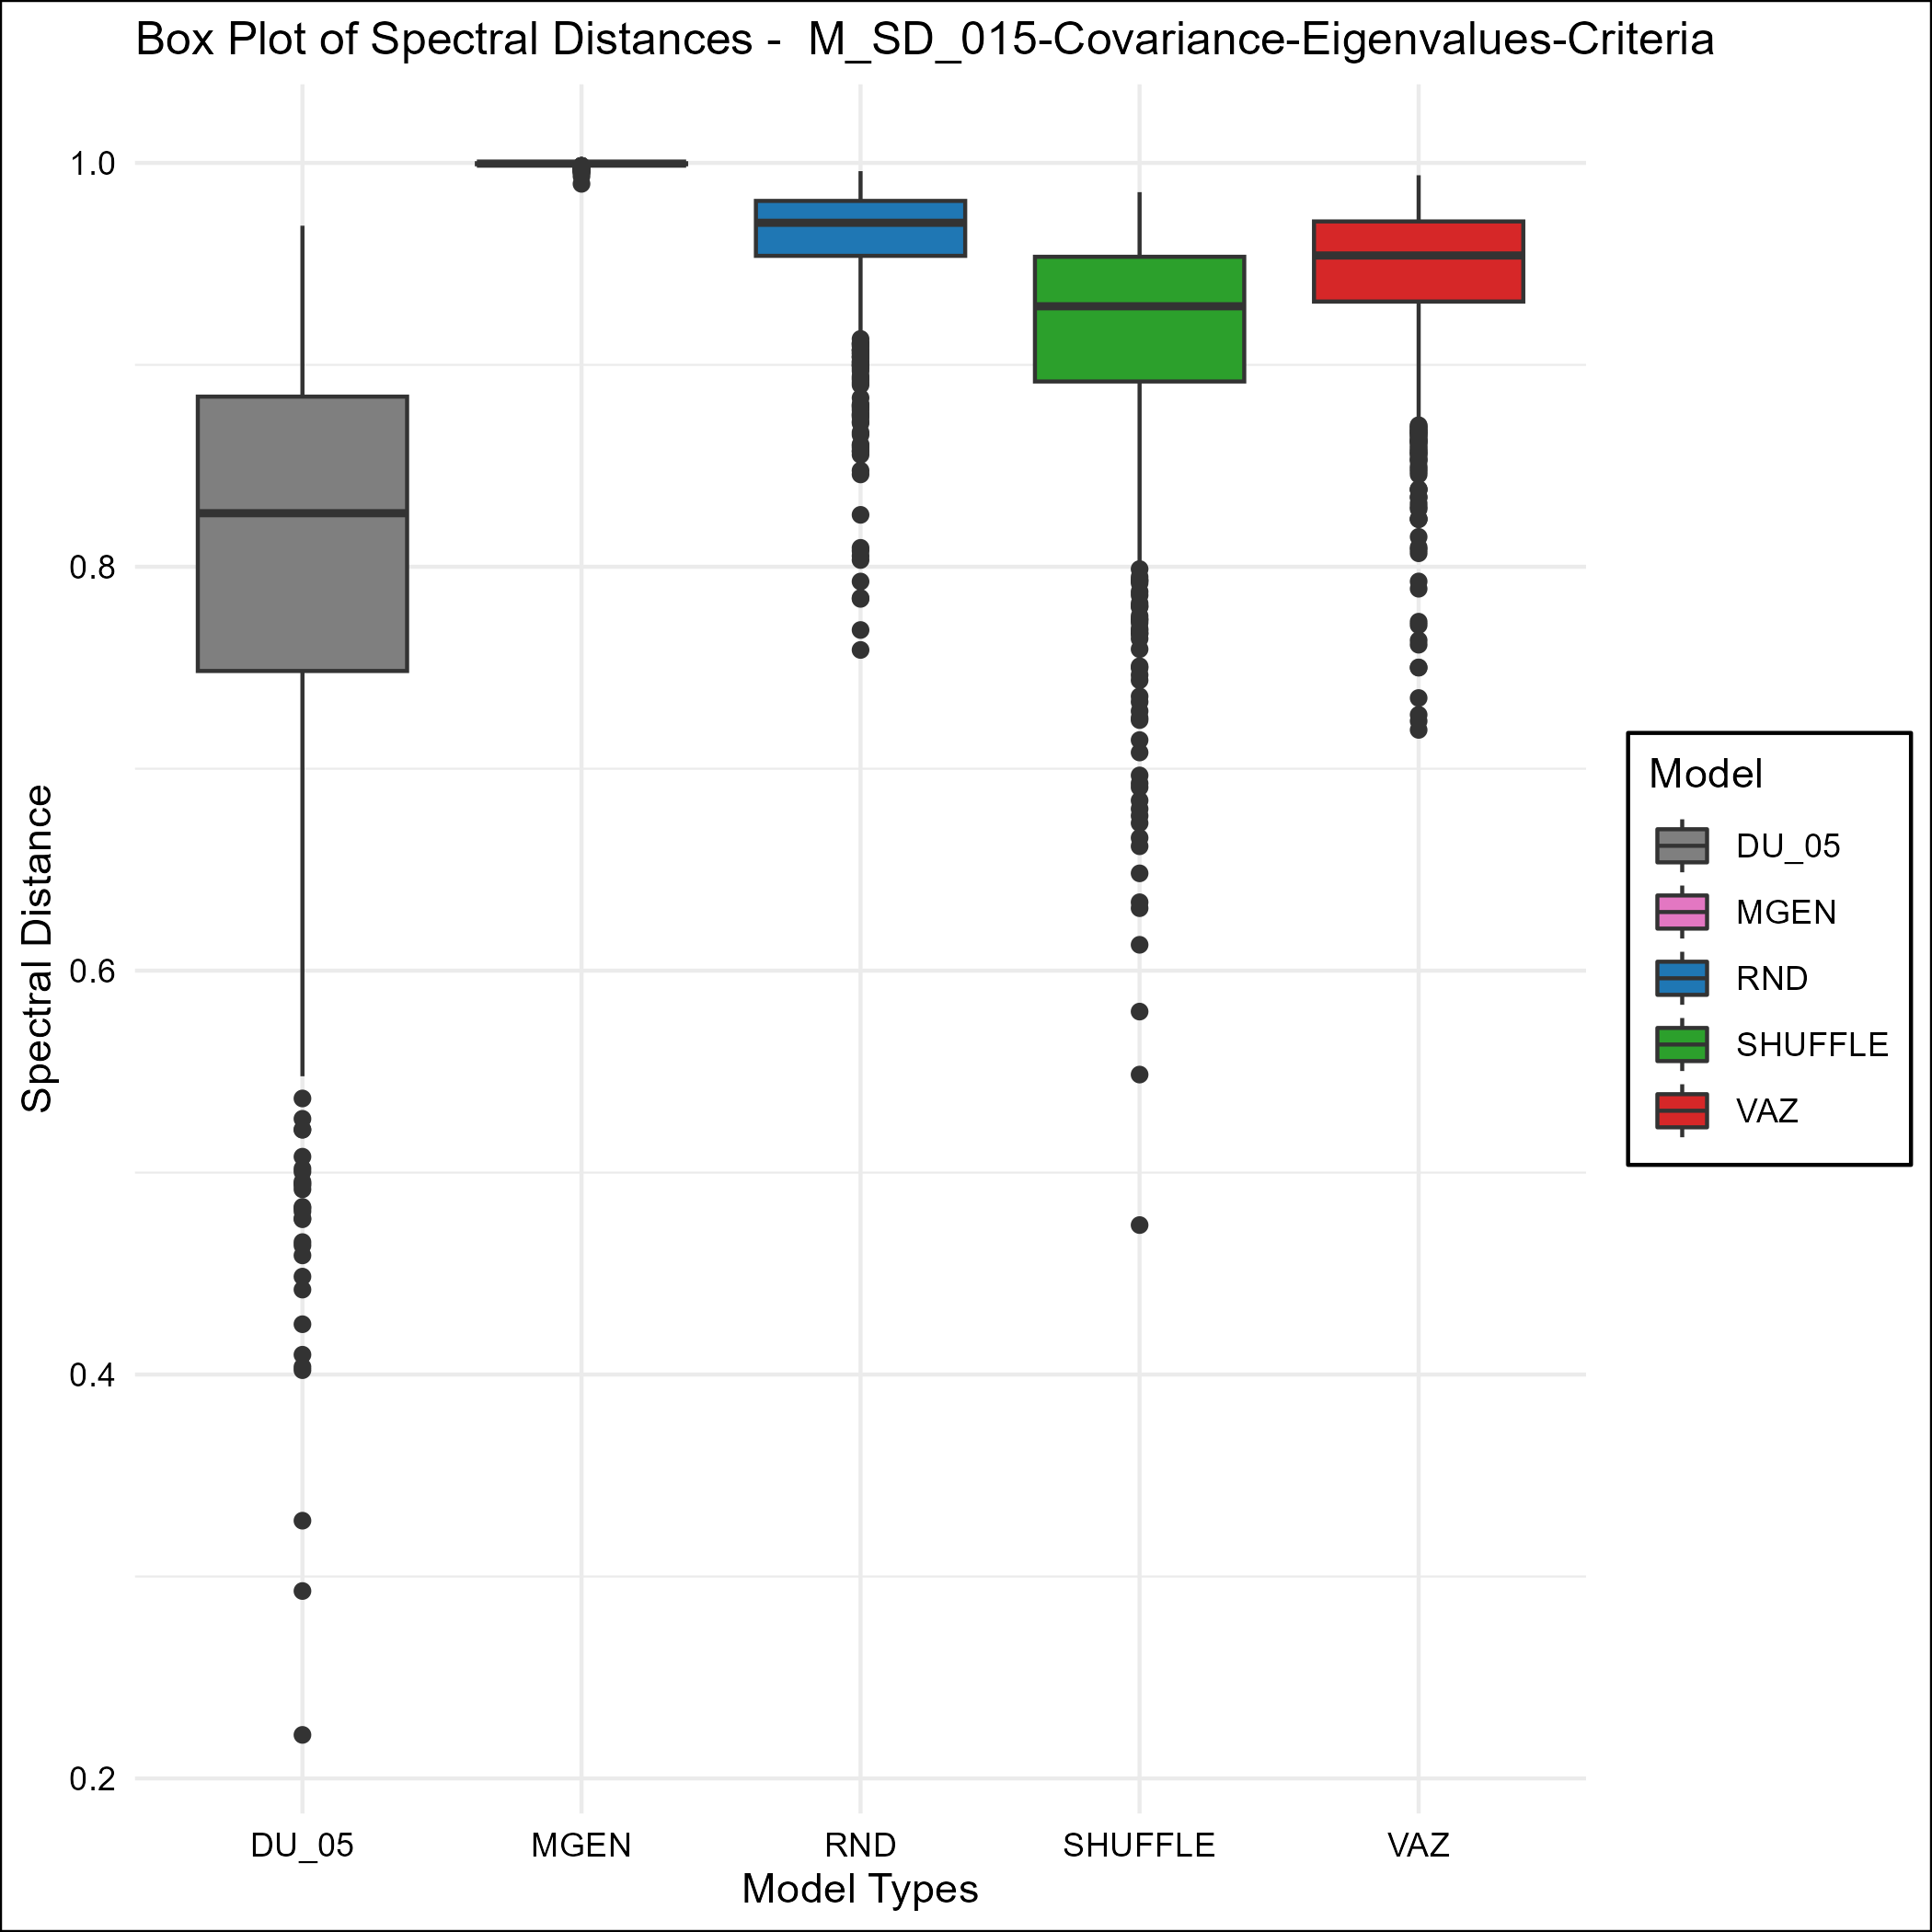 Box Plot of Spectral Distances -  M_SD_015-Covariance-Eigenvalues-Criteria
Spectral Distance
1.0
0.8
0.6
0.4
0.2
DU_05
MGEN
RND
SHUFFLE
VAZ
Model Types
Model
DU_05
MGEN
RND
SHUFFLE
VAZ